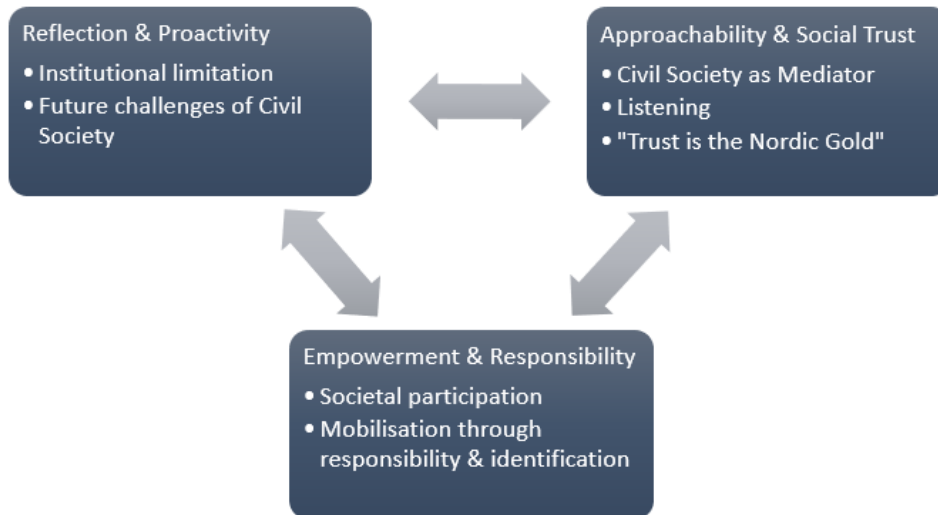 Reflection & Proactivity
• Institutional limitation
• Future challenges of Civil
Society
Approachability & Social Trust
• Civil Society as Mediator
• Listening
• "Trust is the Nordic Gold"
Empowerment & Responsibility
• Societal participation
• Mobilisation through
responsibility & identification